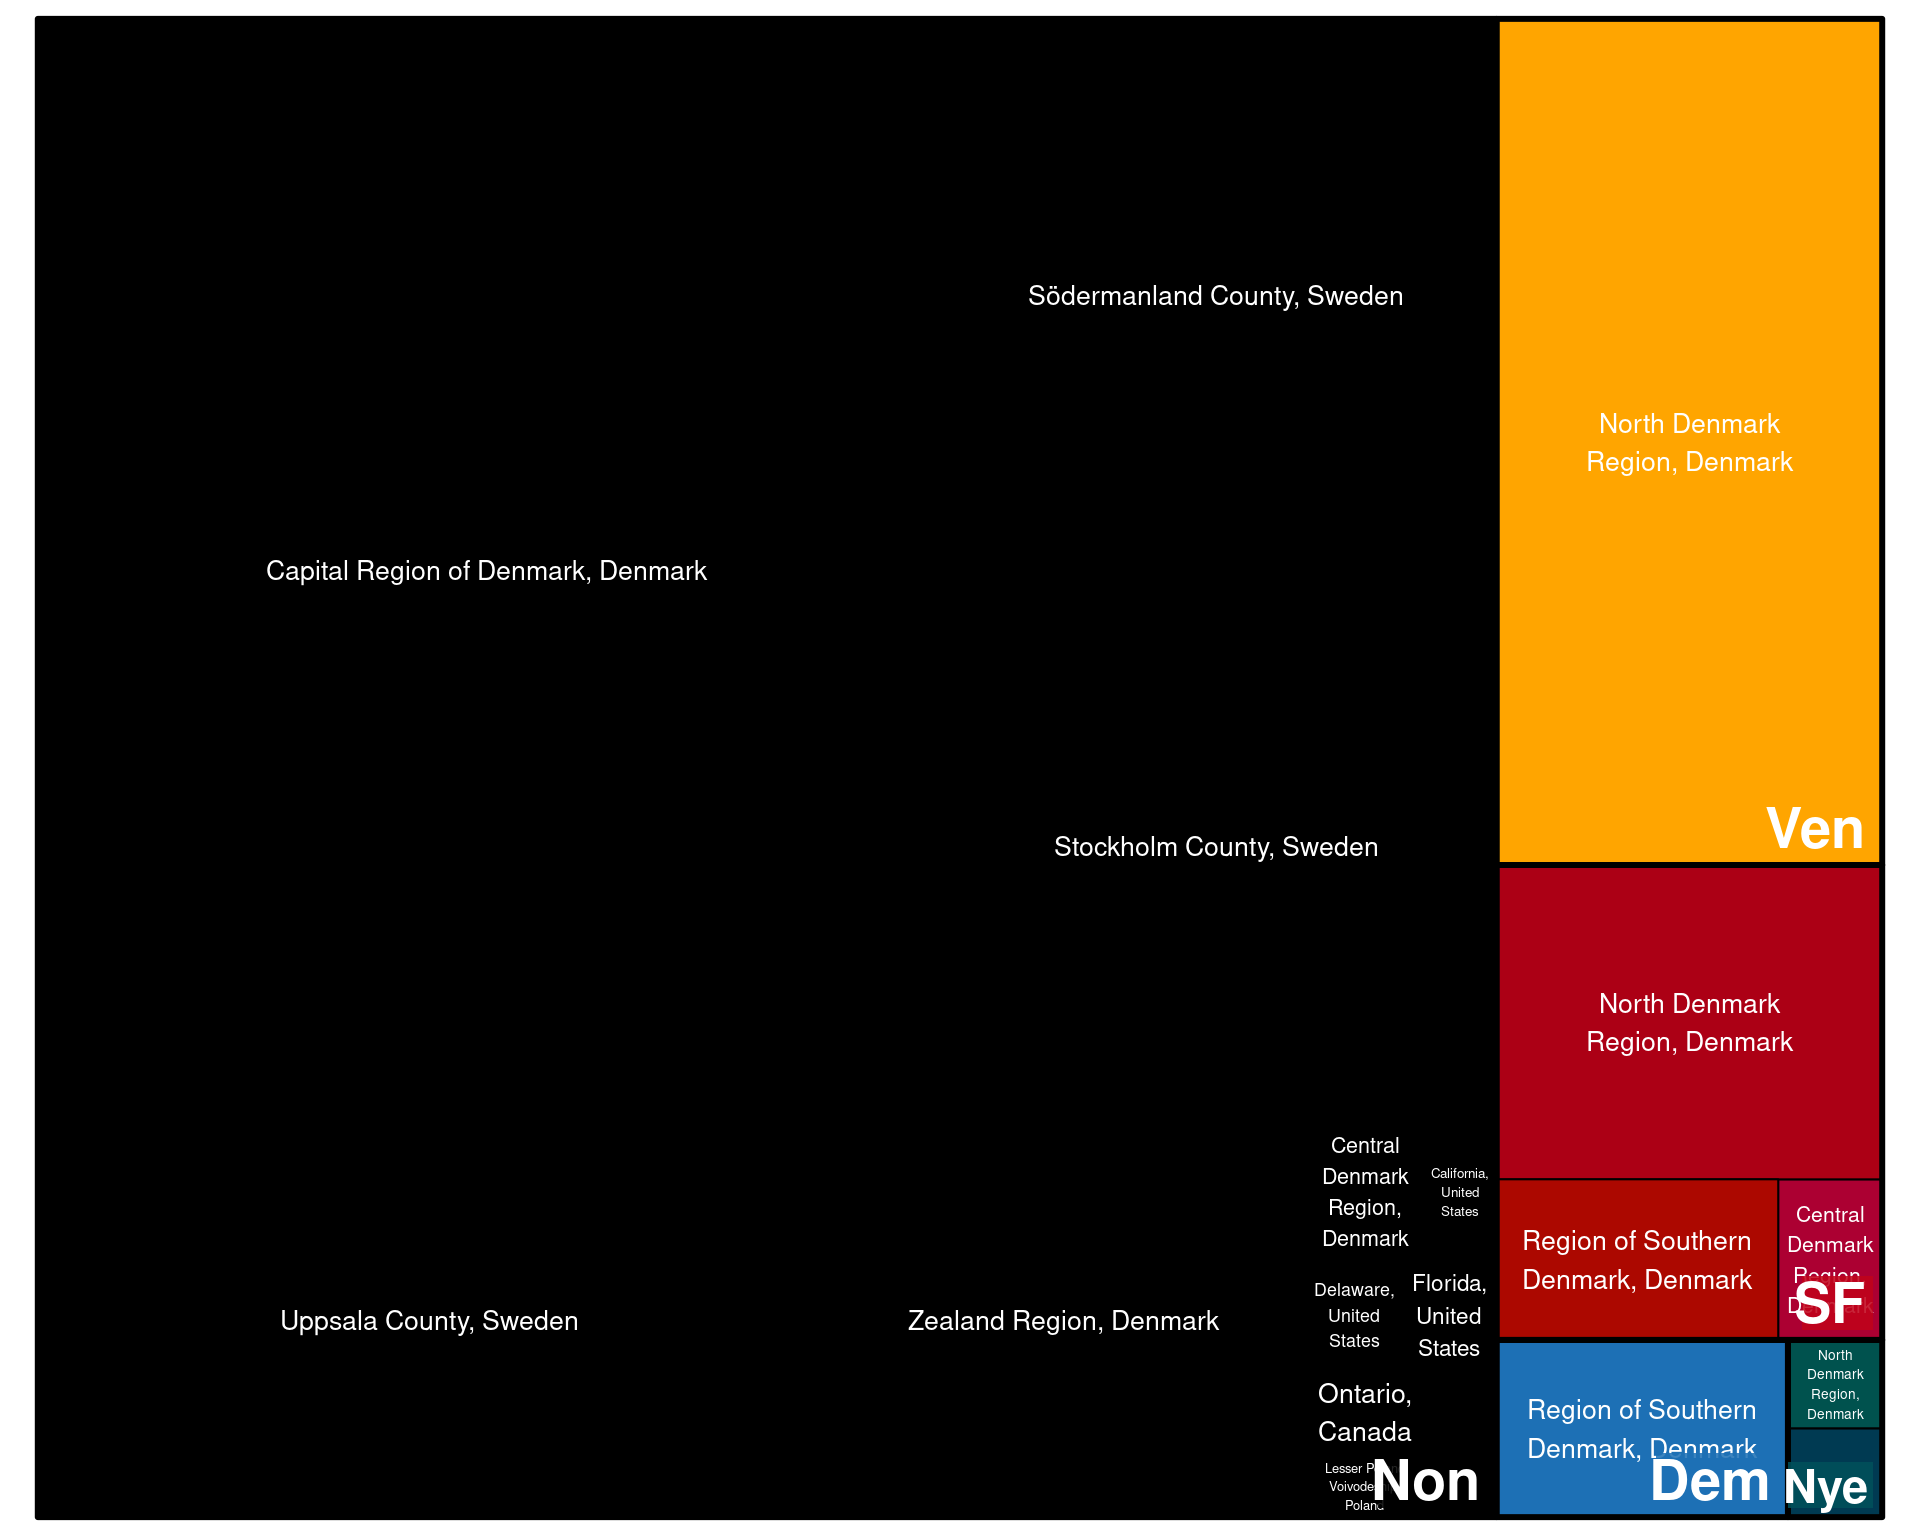 Capital Region of Denmark, Denmark
Södermanland County, Sweden
Stockholm County, Sweden
Uppsala County, Sweden
Zealand Region, Denmark
Central
Denmark
Region,
Denmark
California,
United
States
Delaware,
United
States
Florida,
United
States
Ontario,
Canada
Lesser
Poland
Non
North Denmark
Region, Denmark
Ven
North Denmark
Region, Denmark
Region of Southern
Denmark, Denmark
Central
Denmark
Region,
SF
Region of Southern
Denmark, Denmark
Dem
North
Denmark
Region,
Denmark
Nye